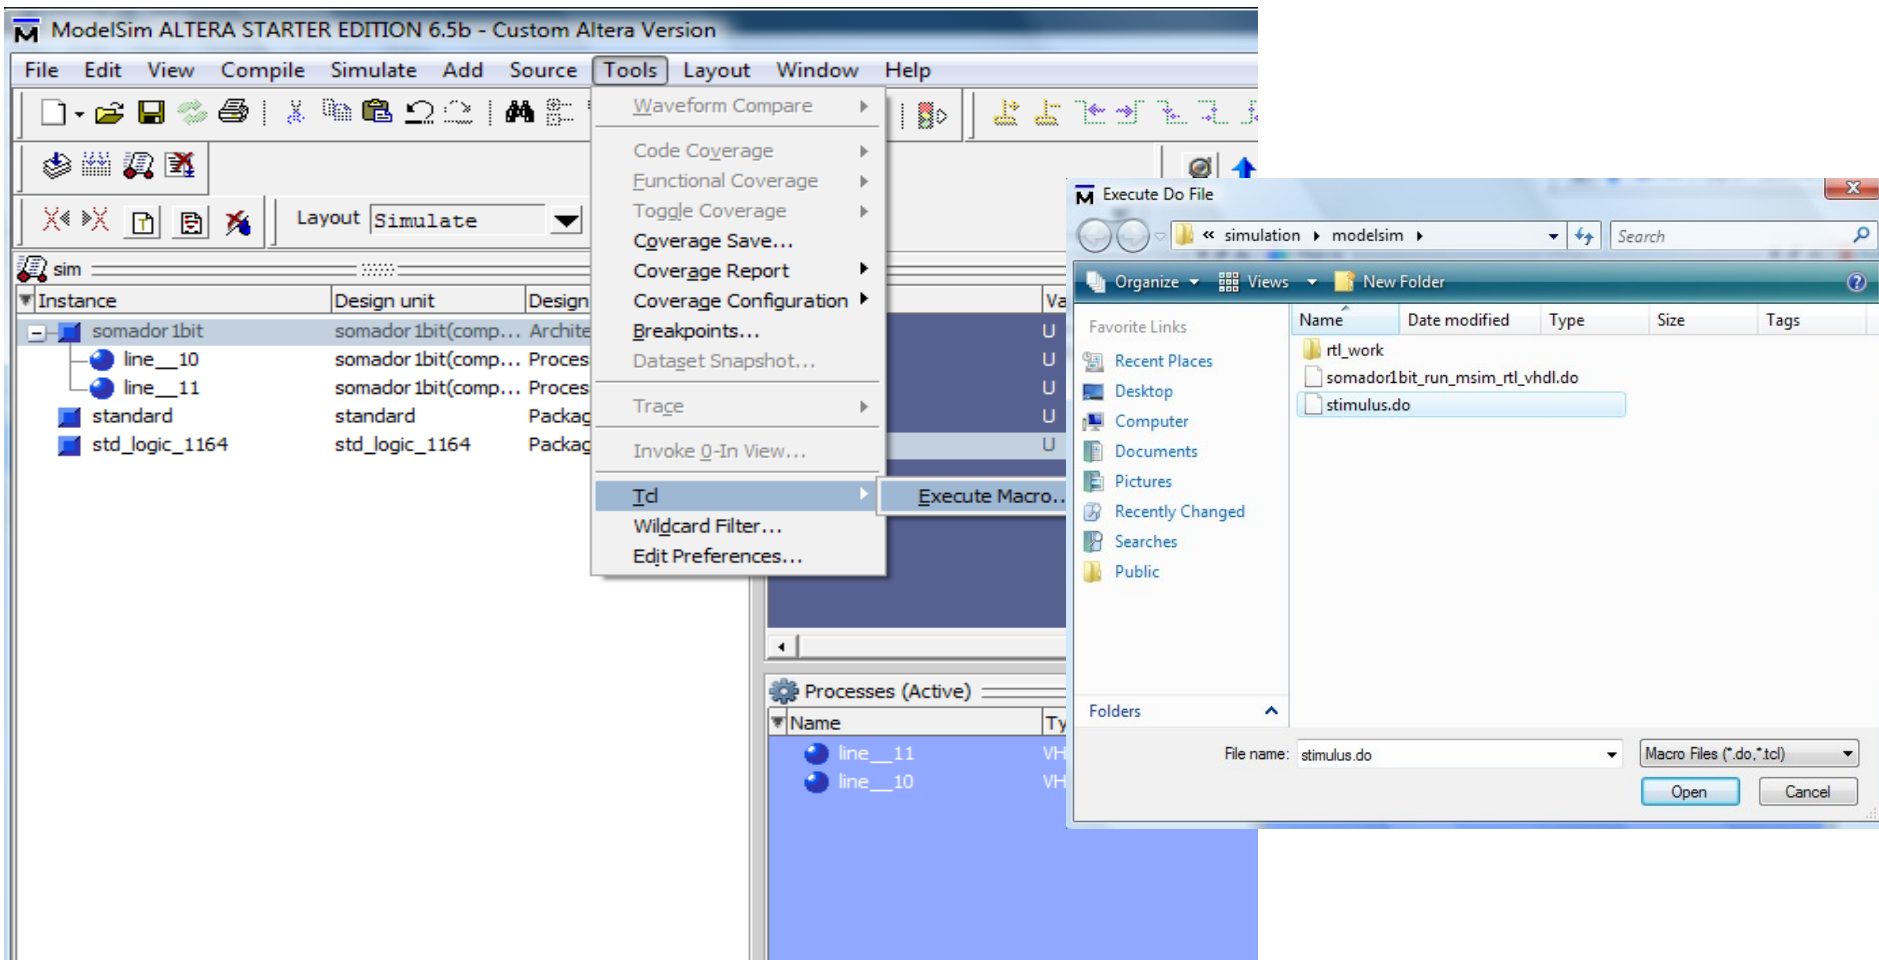 ModelSim ALTERA STARTER EDITION 6.5b - Custom Altera Version
File Edit View Compile Simulate Add Source Tools Layout Window Help
Waveform Compare
Code Coverage
Functional Coverage
Toggle Coverage
Coverage Save...
Coverage Report
Coverage Configuration
Breakpoints...
Dataset Snapshot...
Trace
Invoke 0-In View...
Tcl
Execute Macro..
Wildcard Filter...
Edit Preferences...
Layout Simulate
sim
Instance Design unit Design
somador1bit somador1bit(comp... Archite
line__10 somador1bit(comp... Proces
line__11 somador1bit(comp... Proces
standard standard Packag
std_logic_1164 std_logic_1164 Packag
Va
U
U
U
U
U
Processes (Active)
Name Ty
line__11 VH
line__10 VH
Execute Do File
« simulation modelsim
Search
Organize Views New Folder
Favorite Links
Recent Places
Desktop
Computer
Documents
Pictures
Recently Changed
Searches
Public
Folders
Name Date modified Type Size Tags
rtl_work
somador1bit_run_msim_rtl_vhdl.do
stimulus.do
File name: stimulus.do
Macro Files (*.do,*.tcl)
Open Cancel